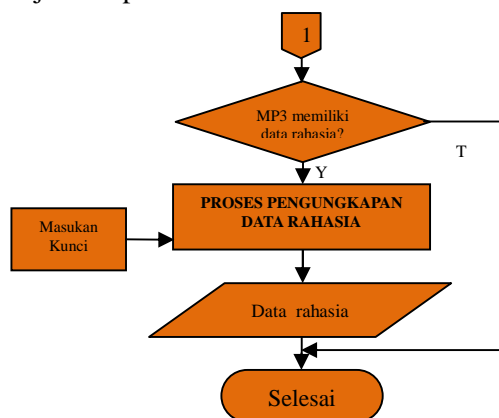 1
MP3 memiliki
data rahasia?
T
Y
PROSES PENGUNGKAPAN
DATA RAHASIA
Masukan
Kunci
Data rahasia
Selesai